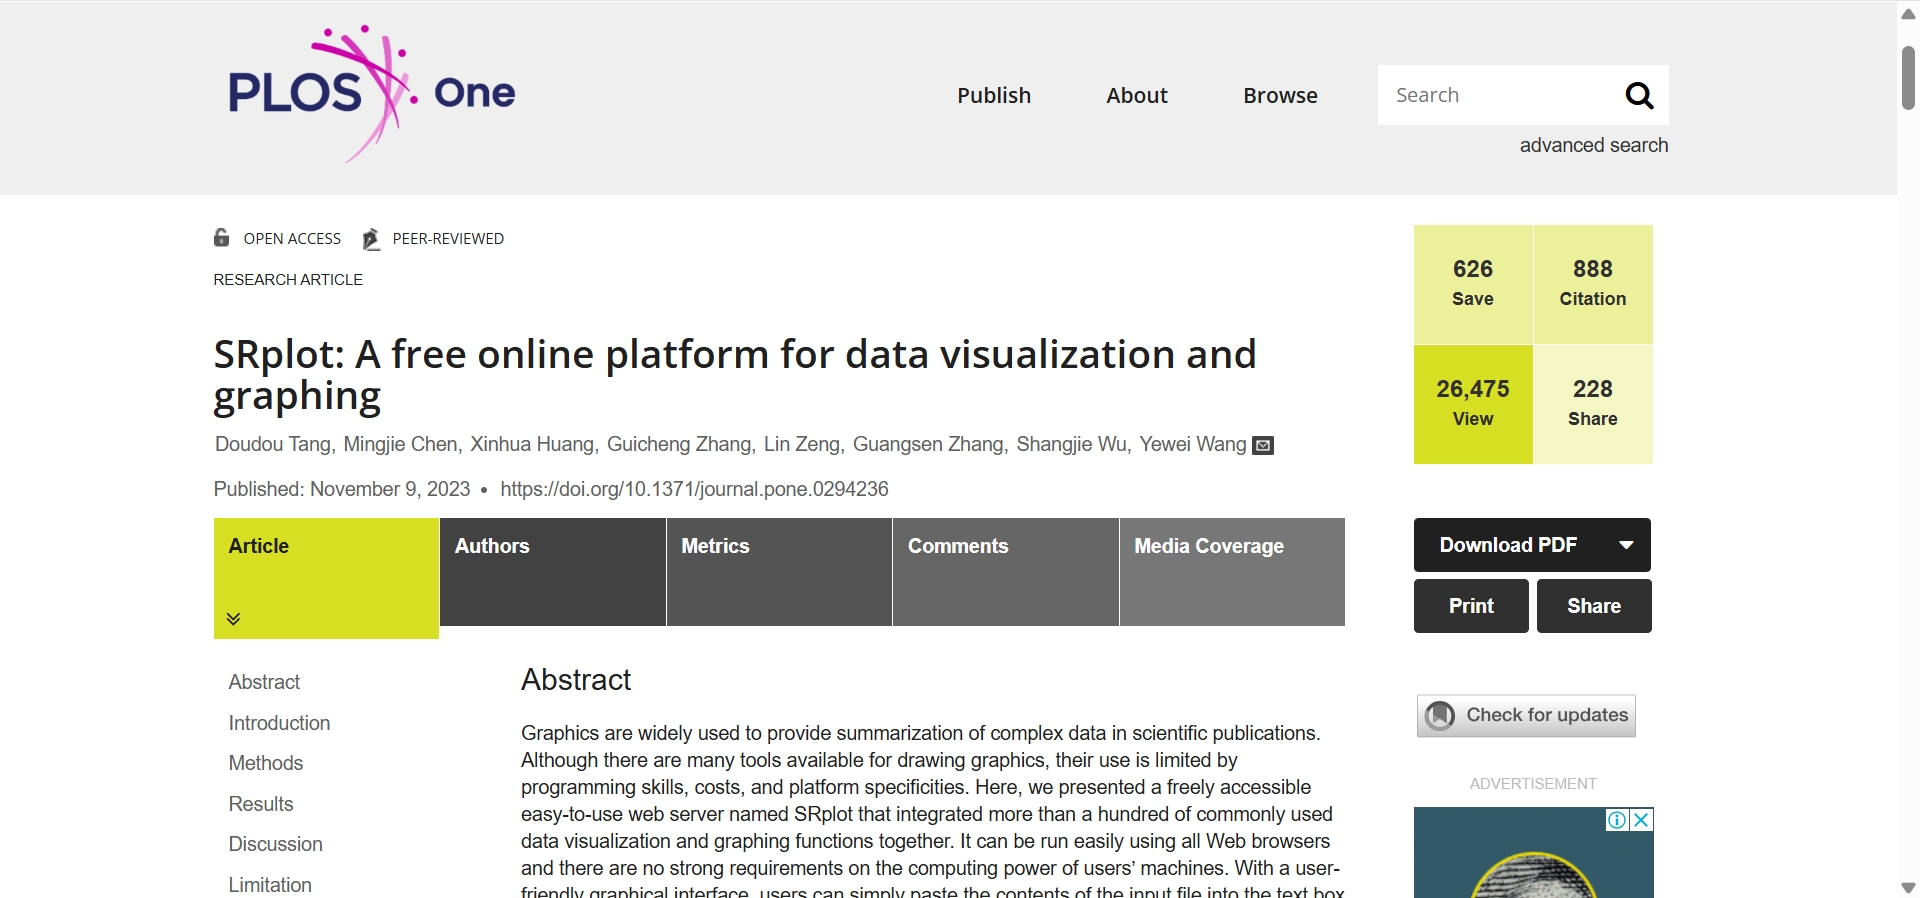 PLOS One
Publish
About
Browse
Search
advanced search
OPEN ACCESS
PEER-REVIEWED
RESEARCH ARTICLE
SRplot: A free online platform for data visualization and
graphing
Doudou Tang, Mingjie Chen, Xinhua Huang, Guicheng Zhang, Lin Zeng, Guangsen Zhang, Shangjie Wu, Yewei Wang
Published: November 9, 2023 • https://doi.org/10.1371/journal.pone.0294236
626
Save
888
Citation
26,475
View
228
Share
Article
Authors
Metrics
Comments
Media Coverage
Download PDF
Print
Share
Check for updates
ADVERTISEMENT
Abstract
Introduction
Methods
Results
Discussion
Limitation
Abstract
Graphics are widely used to provide summarization of complex data in scientific publications.
Although there are many tools available for drawing graphics, their use is limited by
programming skills, costs, and platform specificities. Here, we presented a freely accessible
easy-to-use web server named SRplot that integrated more than a hundred of commonly used
data visualization and graphing functions together. It can be run easily using all Web browsers
and there are no strong requirements on the computing power of users’ machines. With a user-
friendly graphical interface, users can simply paste the contents of the input file into the text box